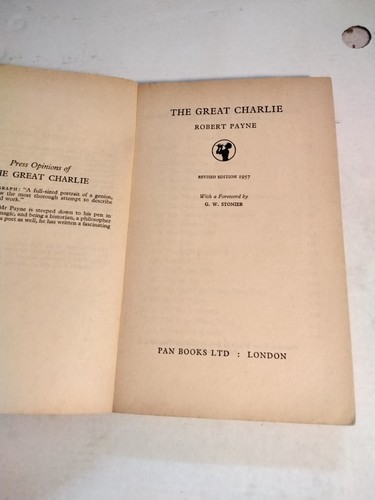 Press Opinions of
HE GREAT CHARLIE
GRAPH: "A full-sized portrait of a genius,
the most thorough attempt to describe
work."
Mr Payne is steeped down to his pen in
magic, and being a historian, a philosopher
poet as well, he has written a fascinating
THE GREAT CHARLIE
ROBERT PAYNE
REVISED EDITION 1957
With a Foreword by
G. W. STONIER
PAN BOOKS LTD : LONDON